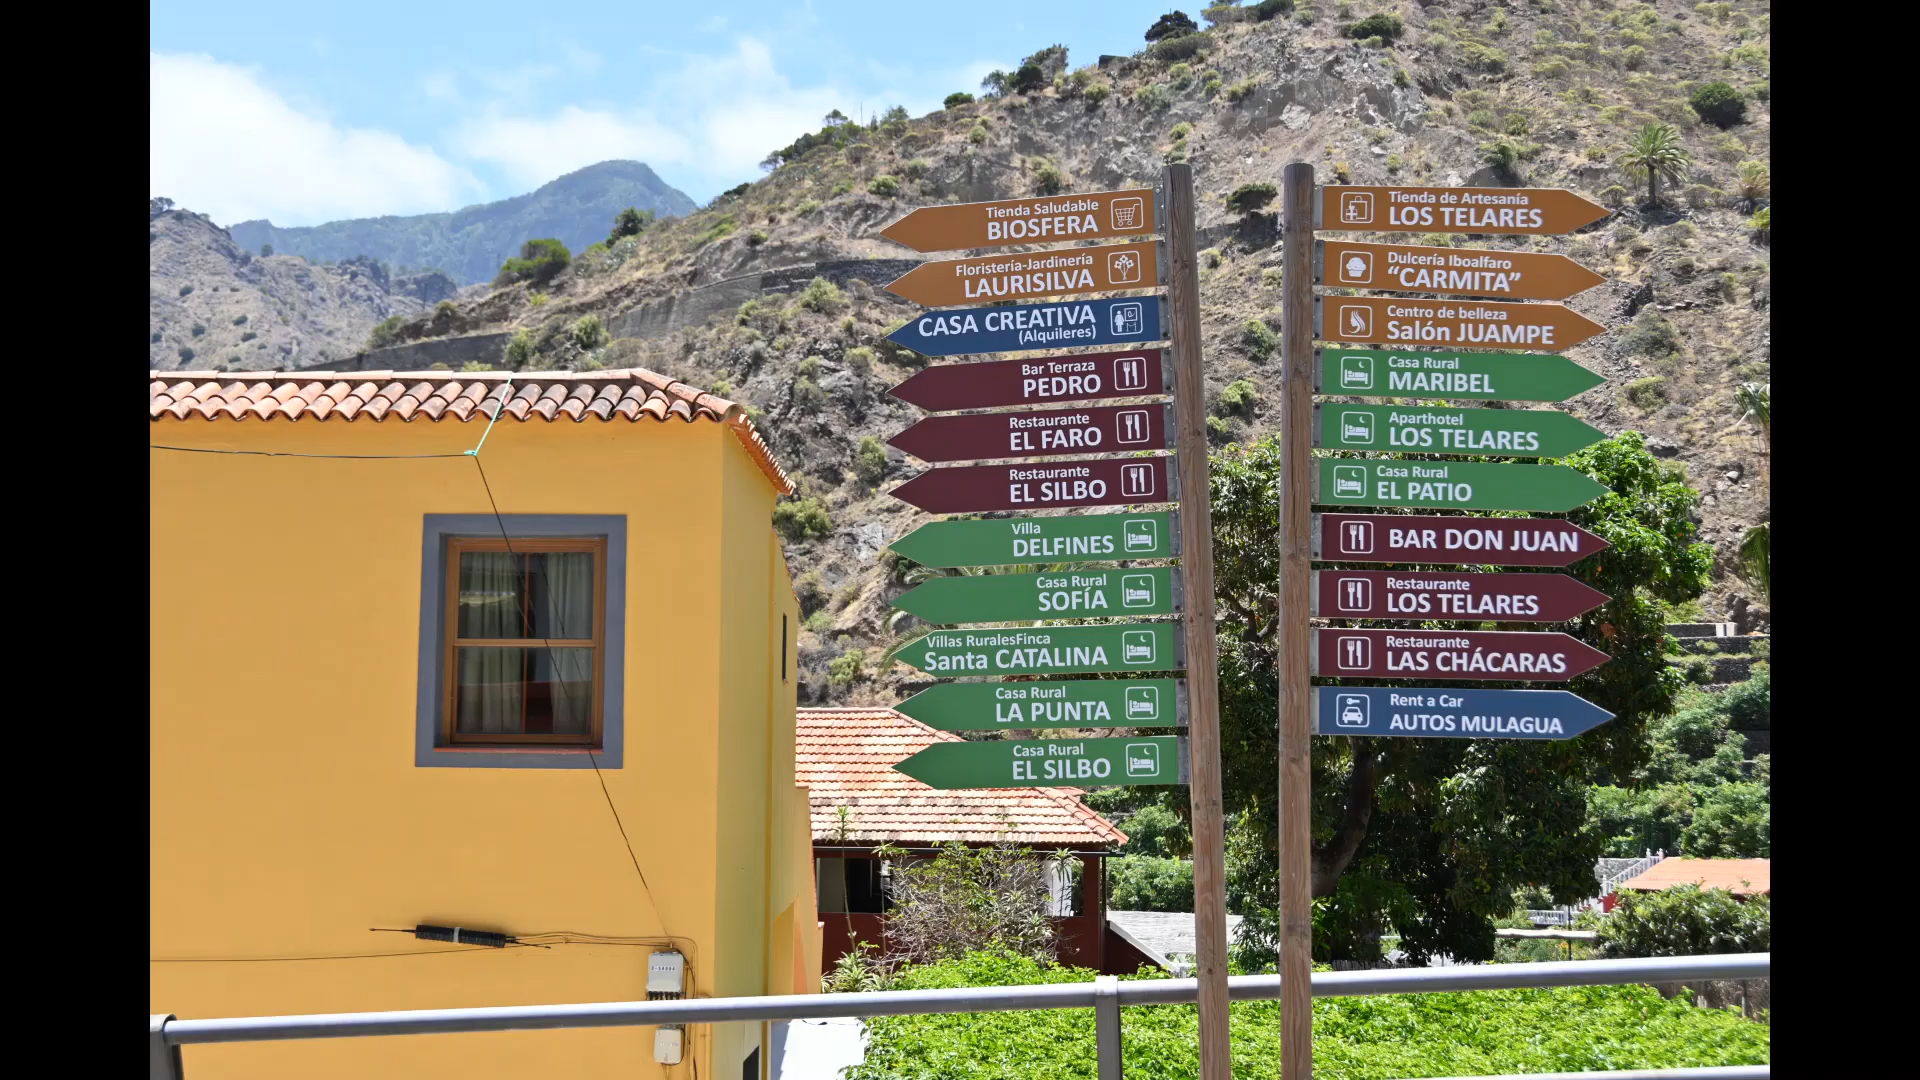 Tienda Saludable
BIOSFERA
Floristería-Jardinería
LAURISILVA
CASA CREATIVA
(Alquileres)
Bar Terraza
PEDRO
Restaurante
EL FARO
Restaurante
EL SILBO
Villa
DELFINES
Casa Rural
SOFÍA
Villas RuralesFinca
Santa CATALINA
Casa Rural
LA PUNTA
Casa Rural
EL SILBO
Tienda de Artesanía
LOS TELARES
Dulcería Iboalfaro
“CARMITA”
Centro de belleza
Salón JUAMPE
Casa Rural
MARIBEL
Aparthotel
LOS TELARES
Casa Rural
EL PATIO
BAR DON JUAN
Restaurante
LOS TELARES
Restaurante
LAS CHÁCARAS
Rent a Car
AUTOS MULAGUA